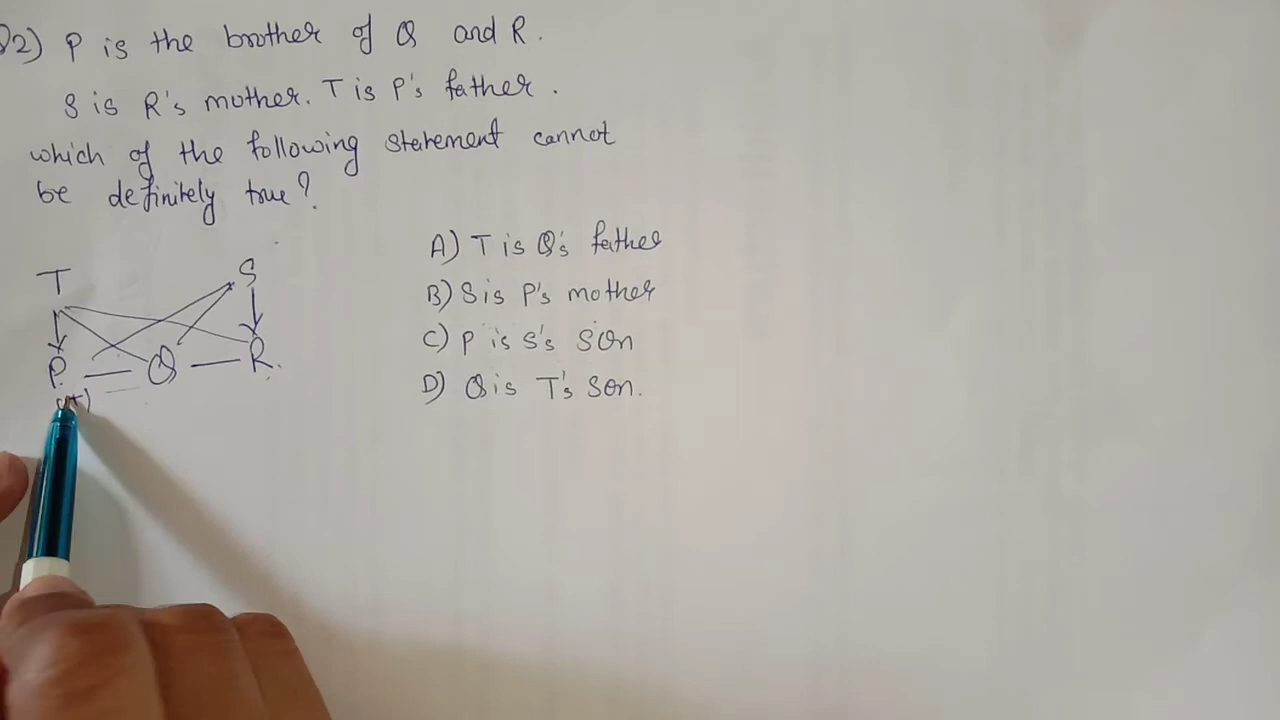 Q2) P is the brother of Q and R.
S is R's mother. T is P's father.
which of the following statement cannot
be definitely true?
A) T is Q's father
B) S is P's mother
C) P is S's son
D) Q is T's son.
T S
P Q R
(+)